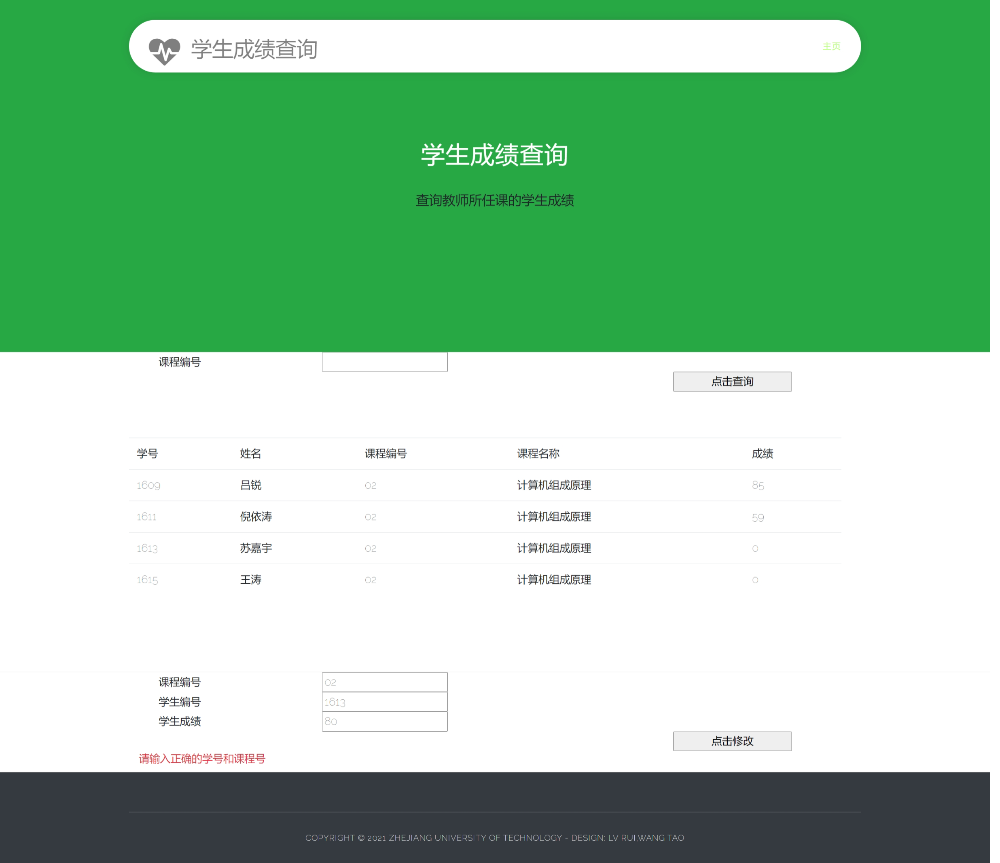 学生成绩查询
主页
学生成绩查询
查询教师所任课的学生成绩
课程编号
点击查询
学号 姓名 课程编号 课程名称 成绩
1609 吕锐 02 计算机组成原理 85
1611 倪依涛 02 计算机组成原理 59
1613 苏嘉宇 02 计算机组成原理 0
1615 王涛 02 计算机组成原理 0
课程编号 02
学生编号 1613
学生成绩 80
点击修改
请输入正确的学号和课程号
COPYRIGHT © 2021 ZHEJIANG UNIVERSITY OF TECHNOLOGY - DESIGN: LV RUI,WANG TAO